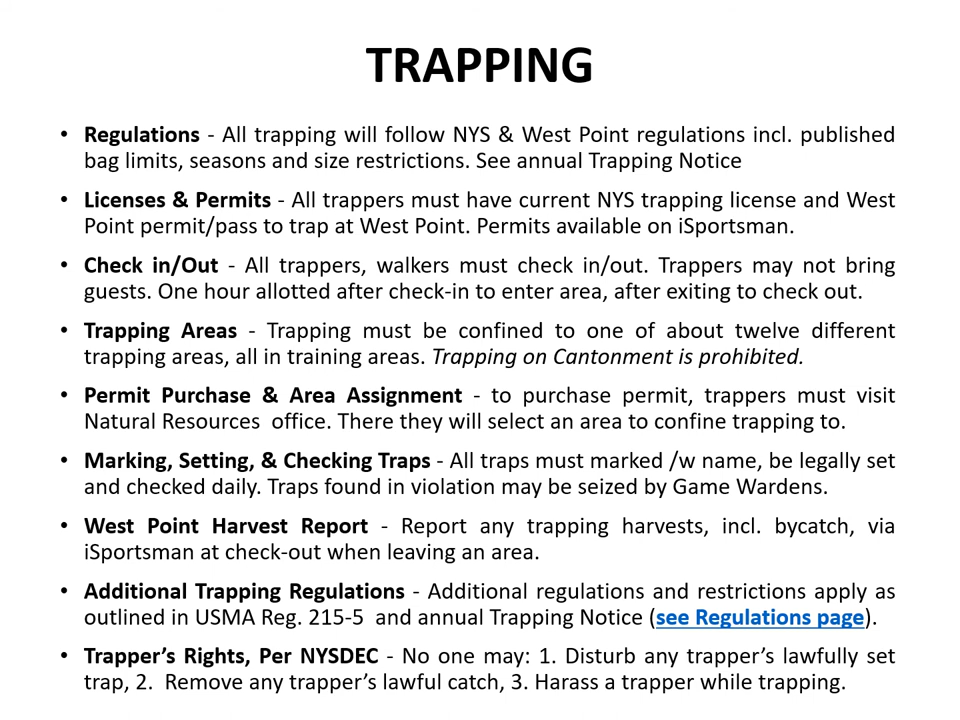 TRAPPING
• Regulations - All trapping will follow NYS & West Point regulations incl. published
bag limits, seasons and size restrictions. See annual Trapping Notice
• Licenses & Permits - All trappers must have current NYS trapping license and West
Point permit/pass to trap at West Point. Permits available on iSportsman.
• Check in/Out - All trappers, walkers must check in/out. Trappers may not bring
guests. One hour allotted after check-in to enter area, after exiting to check out.
• Trapping Areas - Trapping must be confined to one of about twelve different
trapping areas, all in training areas. Trapping on Cantonment is prohibited.
• Permit Purchase & Area Assignment - to purchase permit, trappers must visit
Natural Resources  office. There they will select an area to confine trapping to.
• Marking, Setting, & Checking Traps - All traps must marked /w name, be legally set
and checked daily. Traps found in violation may be seized by Game Wardens.
• West Point Harvest Report - Report any trapping harvests, incl. bycatch, via
iSportsman at check-out when leaving an area.
• Additional Trapping Regulations - Additional regulations and restrictions apply as
outlined in USMA Reg. 215-5  and annual Trapping Notice (see Regulations page).
• Trapper’s Rights, Per NYSDEC - No one may: 1. Disturb any trapper’s lawfully set
trap, 2.  Remove any trapper’s lawful catch, 3. Harass a trapper while trapping.